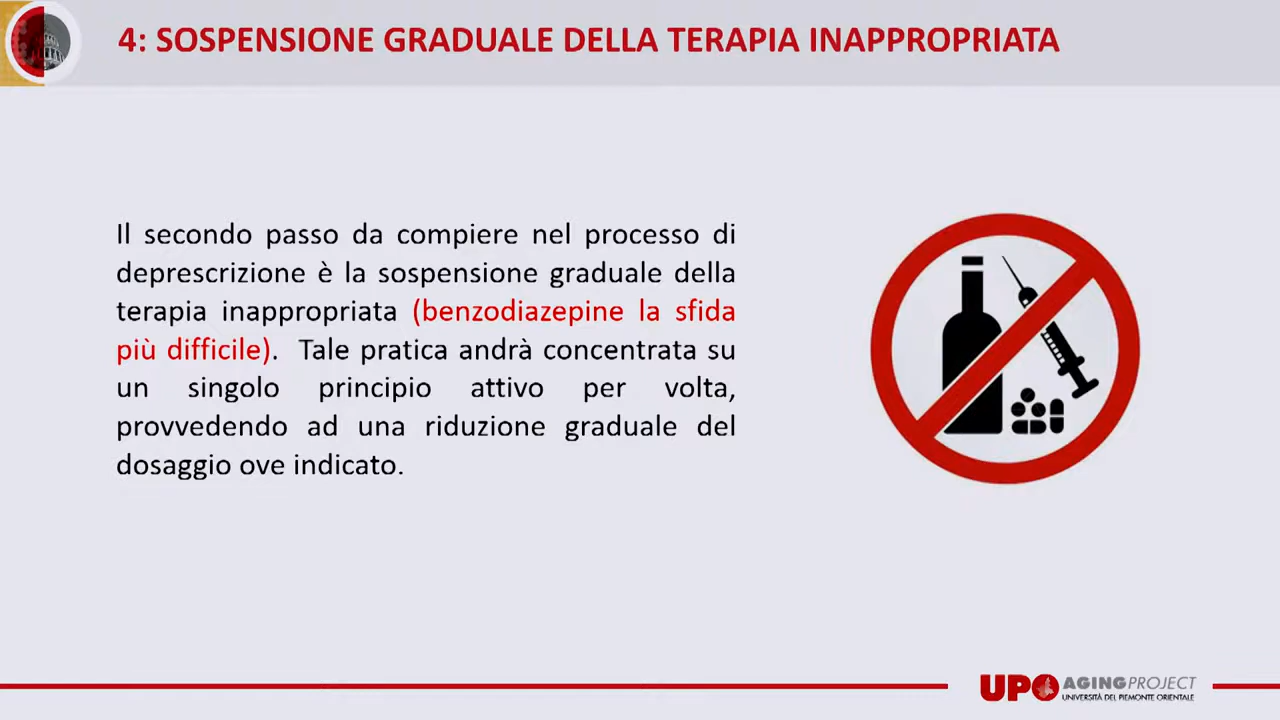 4: SOSPENSIONE GRADUALE DELLA TERAPIA INAPPROPRIATA
Il secondo passo da compiere nel processo di
deprescrizione è la sospensione graduale della
terapia inappropriata (benzodiazepine la sfida
più difficile). Tale pratica andrà concentrata su
un singolo principio attivo per volta,
provvedendo ad una riduzione graduale del
dosaggio ove indicato.
UPO AGINGPROJECT
UNIVERSITÀ DEL PIEMONTE ORIENTALE